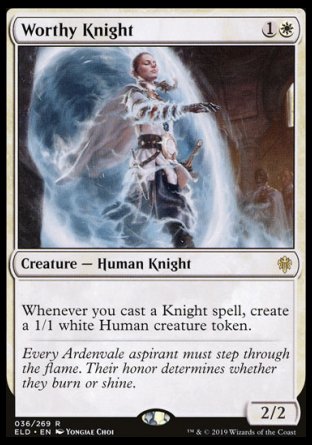 Worthy Knight 1
Creature — Human Knight
Whenever you cast a Knight spell, create
a 1/1 white Human creature token.
Every Ardenvale aspirant must step through
the flame. Their honor determines whether
they burn or shine.
2/2
036/269 R
ELD • EN YONGJAE CHOI
™ & © 2019 Wizards of the Coast